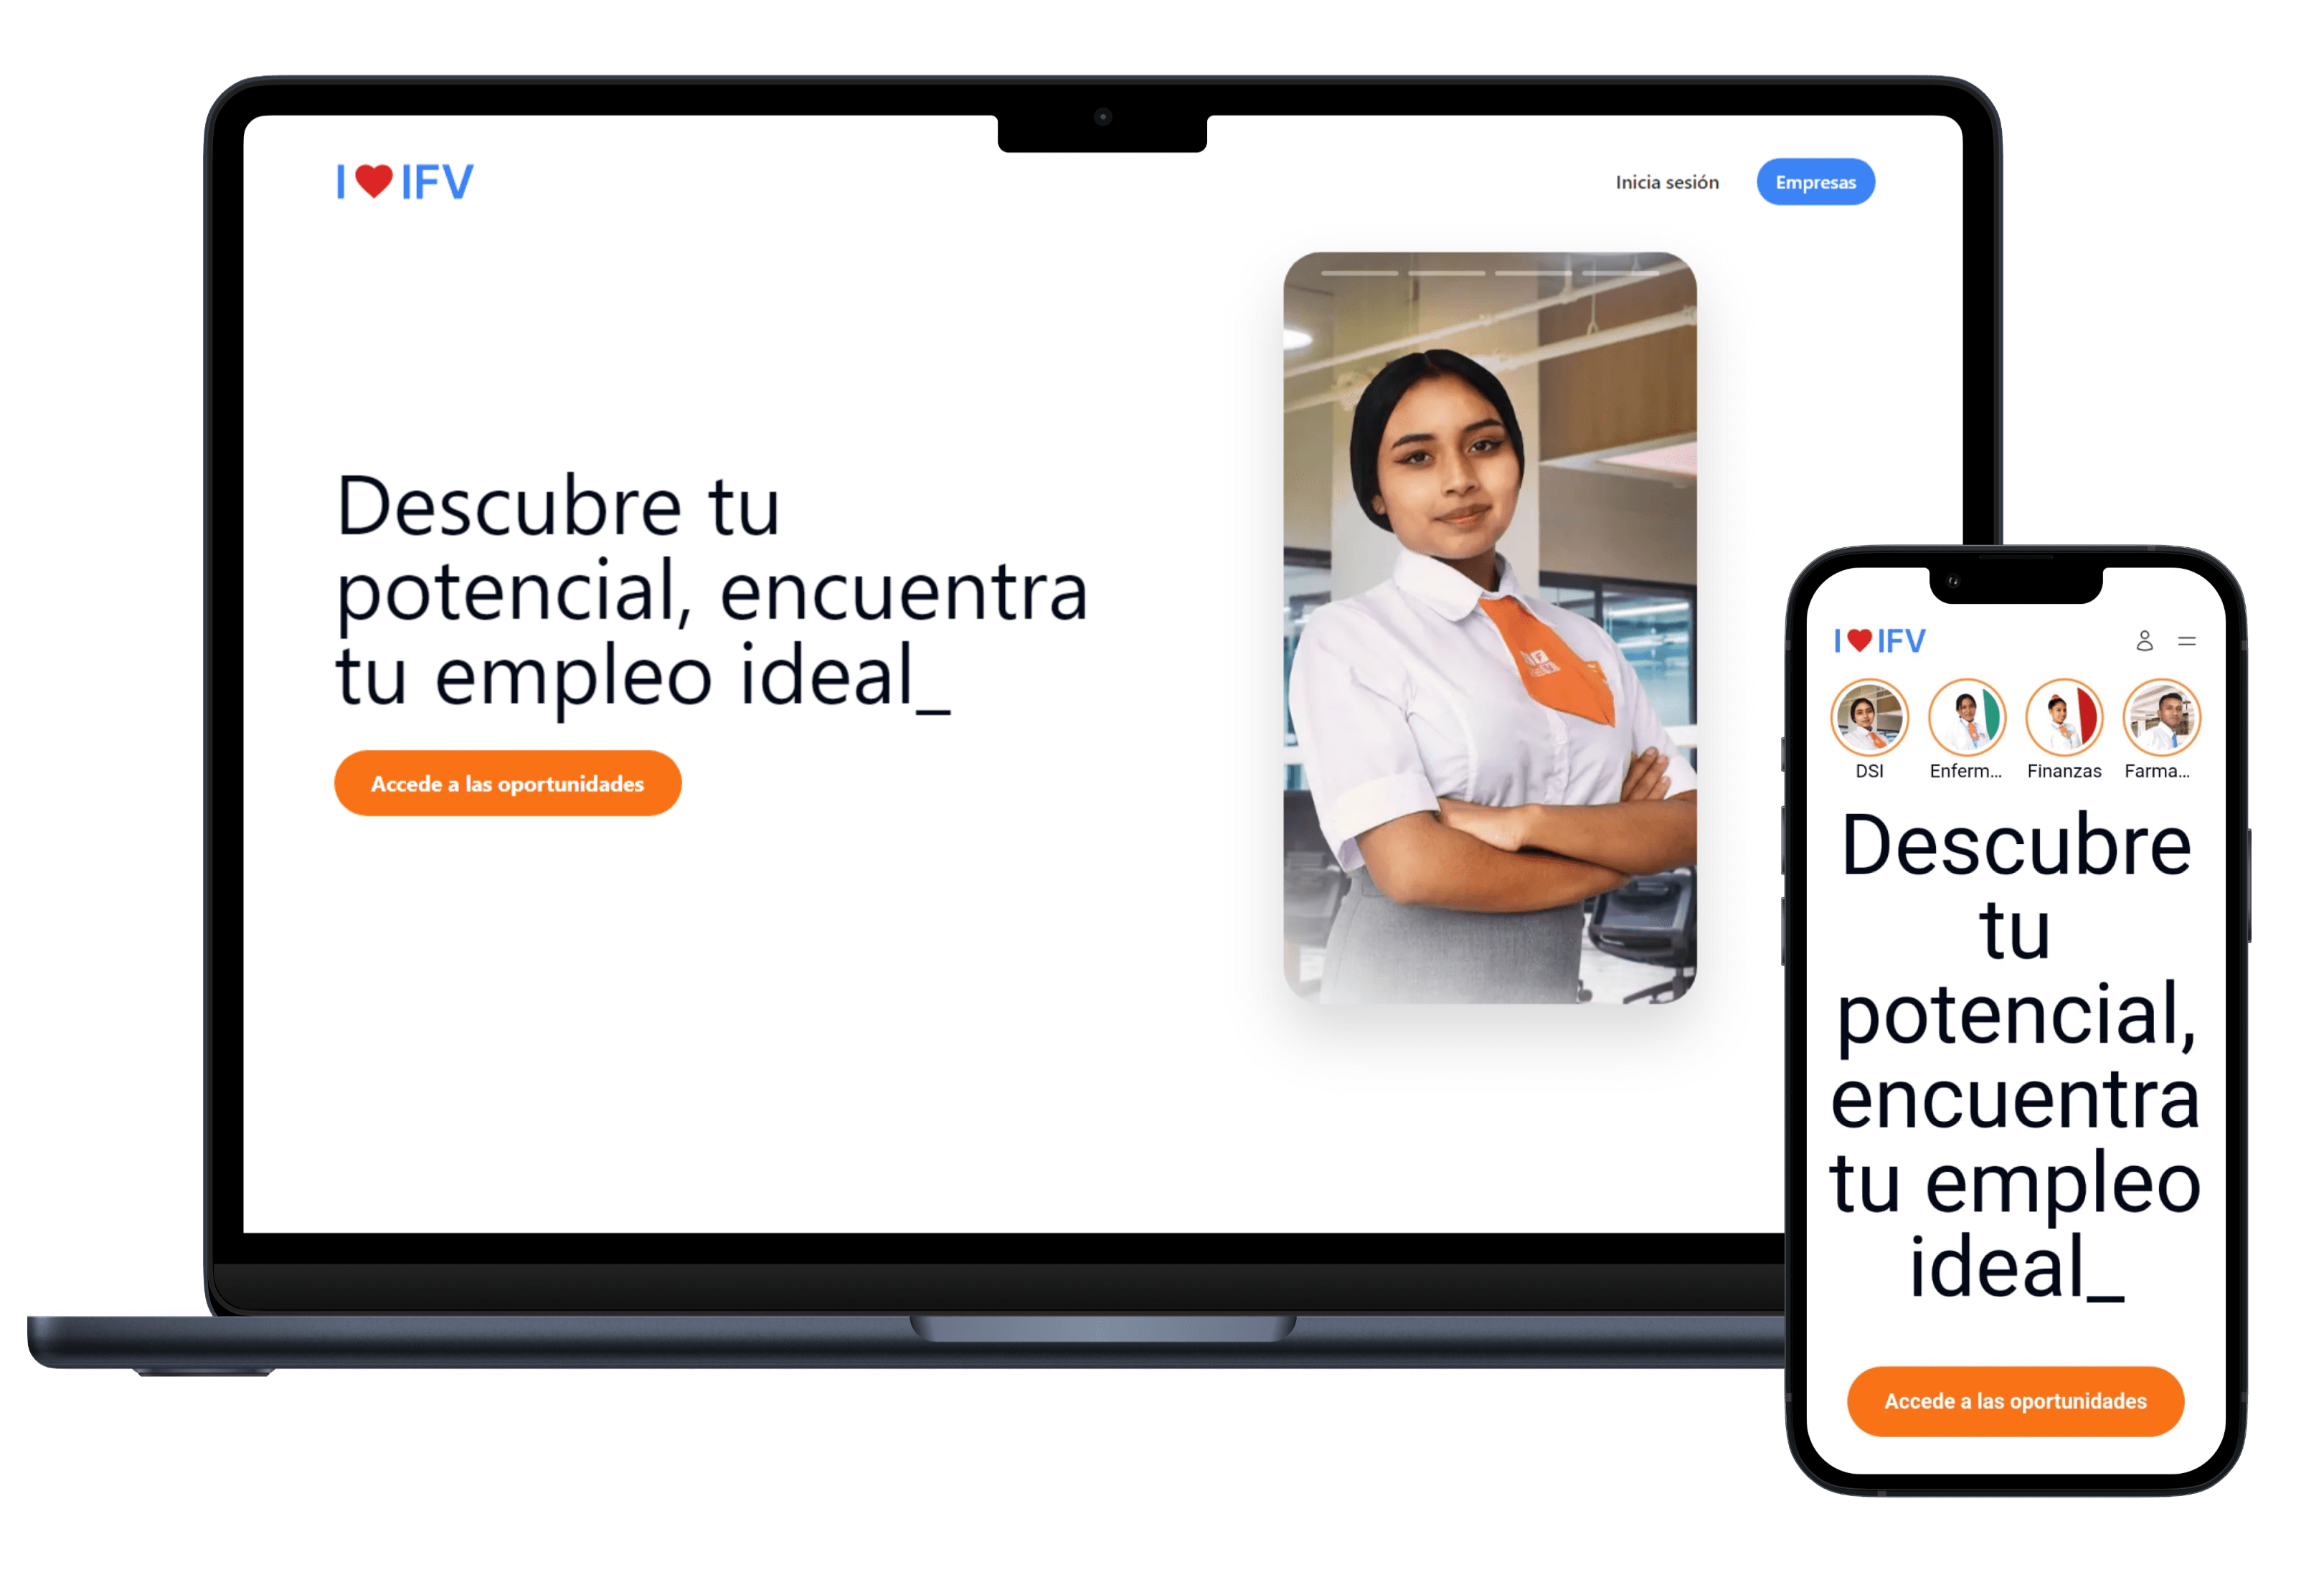 I ❤ IFV
Inicia sesión
Empresas
Descubre tu
potencial, encuentra
tu empleo ideal_
Accede a las oportunidades
I ❤ IFV
DSI
Enferm...
Finanzas
Farma...
Descubre
tu
potencial,
encuentra
tu empleo
ideal_
Accede a las oportunidades